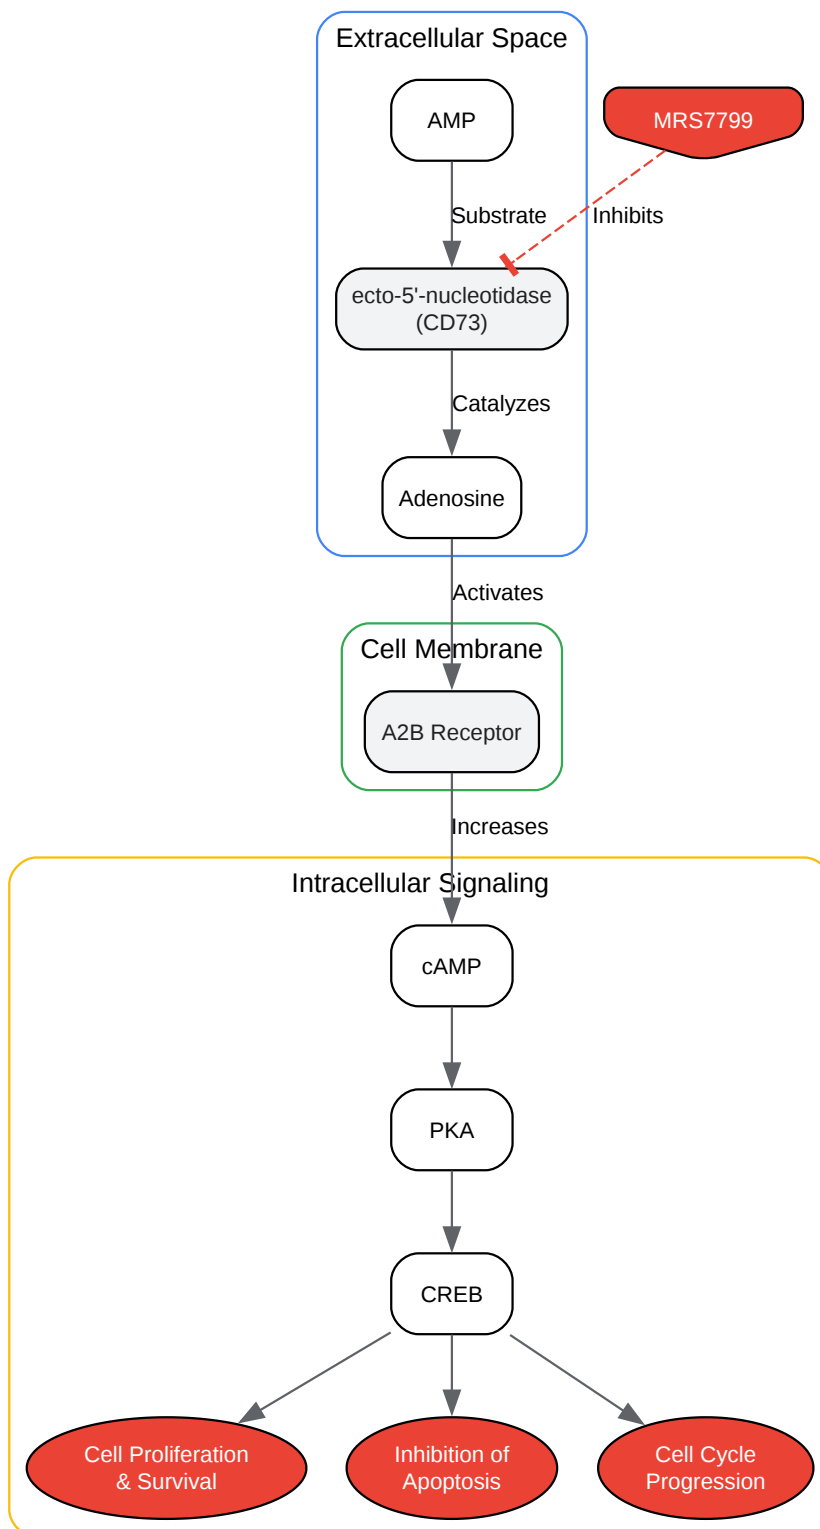 Extracellular Space
AMP
MRS7799
Substrate
Inhibits
ecto-5'-nucleotidase
(CD73)
Catalyzes
Adenosine
Activates
Cell Membrane
A2B Receptor
Increases
Intracellular Signaling
cAMP
PKA
CREB
Cell Proliferation
& Survival
Inhibition of
Apoptosis
Cell Cycle
Progression